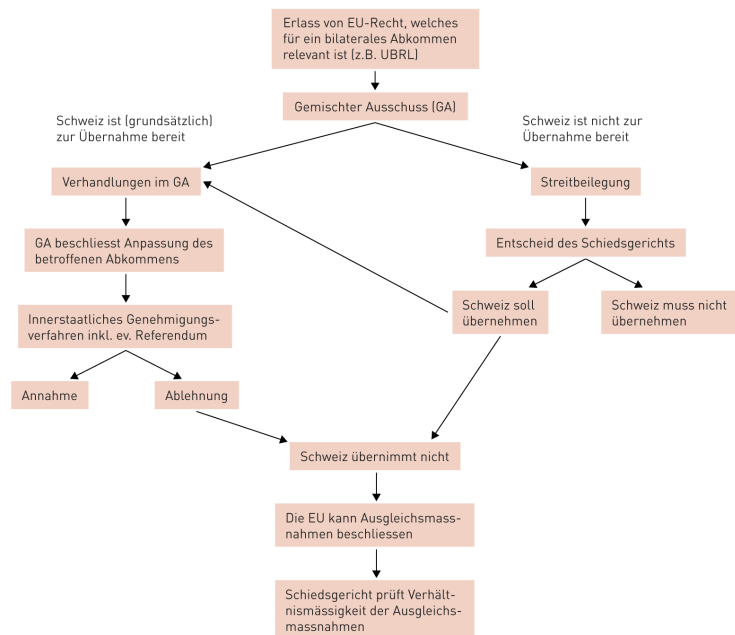 Erlass von EU-Recht, welches
für ein bilaterales Abkommen
relevant ist (z.B. UBRL)
Gemischter Ausschuss (GA)
Schweiz ist (grundsätzlich)
zur Übernahme bereit
Schweiz ist nicht zur
Übernahme bereit
Verhandlungen im GA
Streitbeilegung
GA beschliesst Anpassung des
betroffenen Abkommens
Entscheid des Schiedsgerichts
Innerstaatliches Genehmigungs-
verfahren inkl. ev. Referendum
Schweiz soll
übernehmen
Schweiz muss nicht
übernehmen
Annahme
Ablehnung
Schweiz übernimmt nicht
Die EU kann Ausgleichsmass-
nahmen beschliessen
Schiedsgericht prüft Verhält-
nismässigkeit der Ausgleichs-
massnahmen